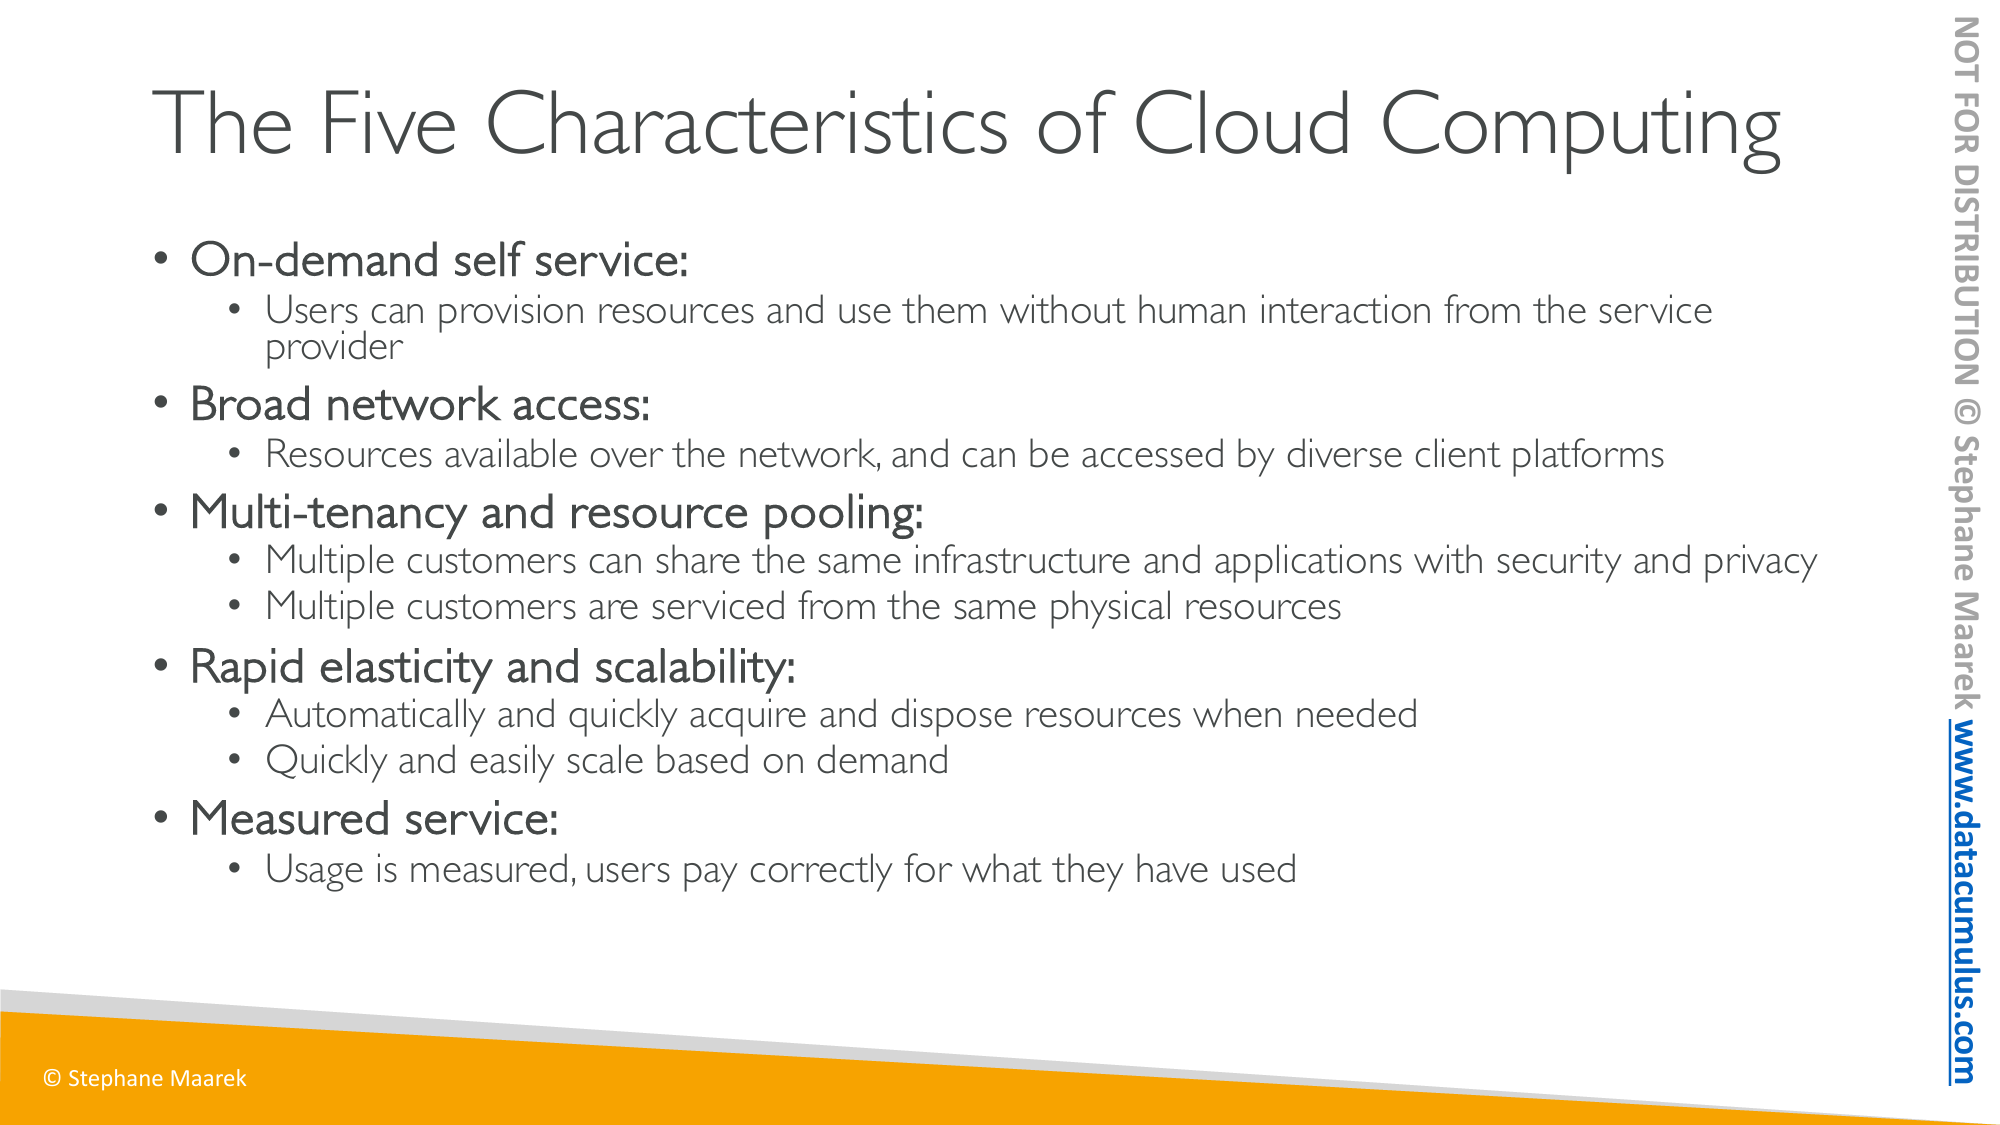 The Five Characteristics of Cloud Computing
• On-demand self service:
• Users can provision resources and use them without human interaction from the service
provider
• Broad network access:
• Resources available over the network, and can be accessed by diverse client platforms
• Multi-tenancy and resource pooling:
• Multiple customers can share the same infrastructure and applications with security and privacy
• Multiple customers are serviced from the same physical resources
• Rapid elasticity and scalability:
• Automatically and quickly acquire and dispose resources when needed
• Quickly and easily scale based on demand
• Measured service:
• Usage is measured, users pay correctly for what they have used
© Stephane Maarek
NOT FOR DISTRIBUTION © Stephane Maarek www.datacumulus.com